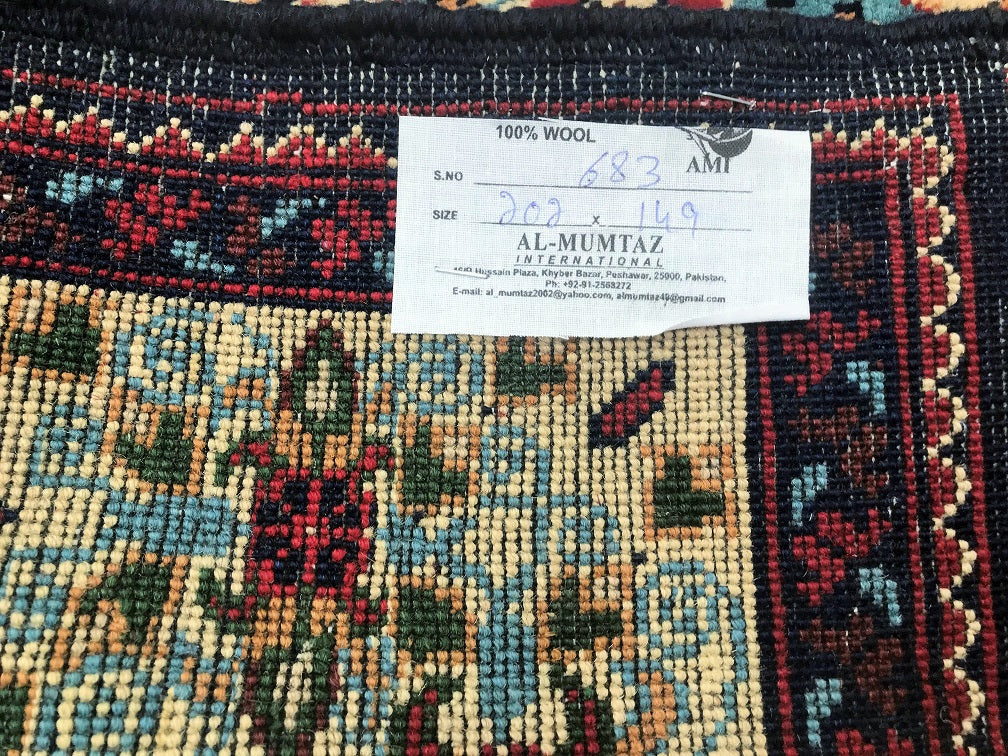 100% WOOL
AMI
S.NO 683
SIZE 202 x 149
AL-MUMTAZ
INTERNATIONAL
Hussain Plaza, Khyber Bazar, Peshawar, 25000, Pakistan,
Ph: +92-91-2568272
E-mail: al_mumtaz2002@yahoo.com, almumtaz49@gmail.com